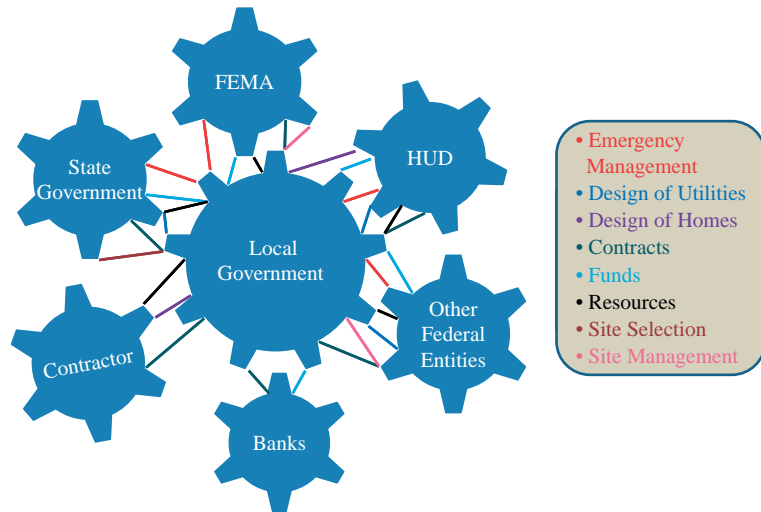 FEMA
HUD
State
Government
Local
Government
Other
Federal
Entities
Contractor
Banks
• Emergency
Management
• Design of Utilities
• Design of Homes
• Contracts
• Funds
• Resources
• Site Selection
• Site Management